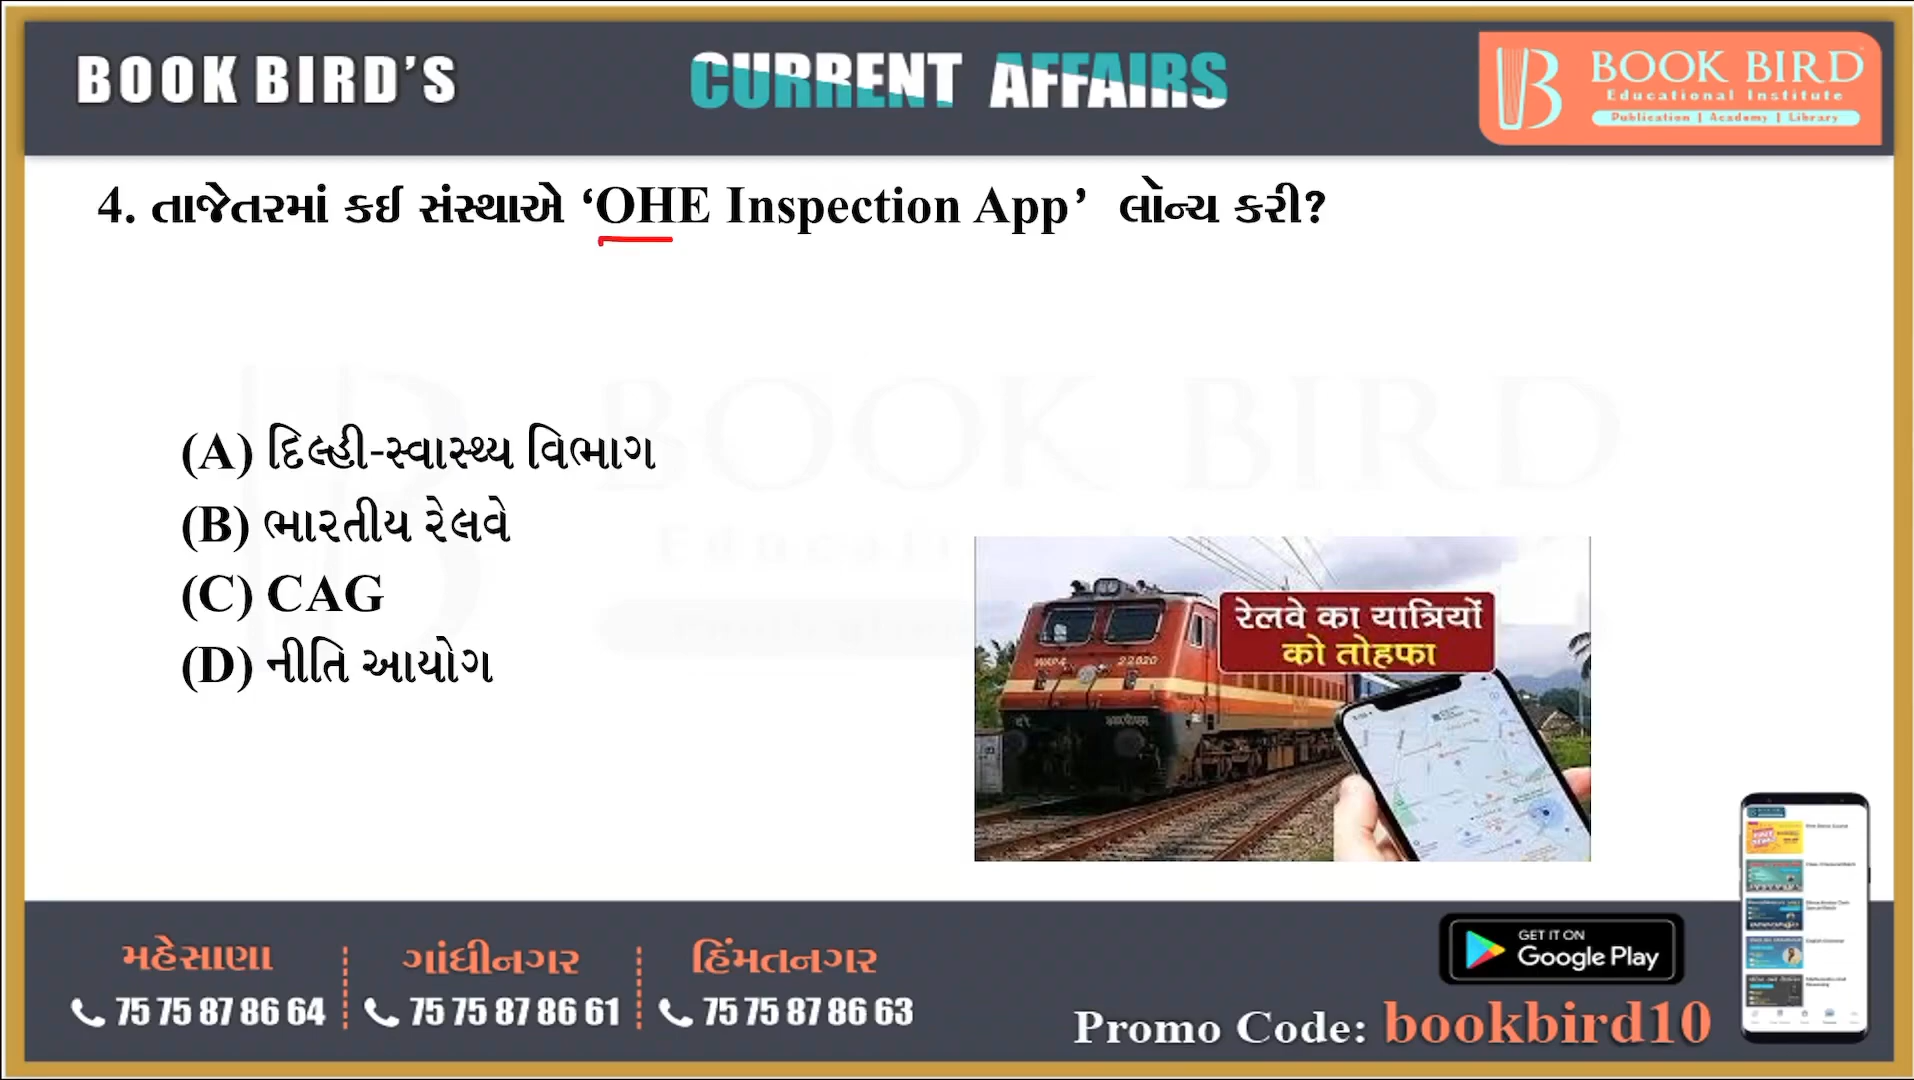 BOOK BIRD'S
CURRENT AFFAIRS
BOOK BIRD
Educational Institute
Publication | Academy | Library
4. તાજેતરમાં કઈ સંસ્થાએ ‘OHE Inspection App’ લૉન્ચ કરી?
(A) દિલ્હી-સ્વાસ્થ્ય વિભાગ
(B) ભારતીય રેલવે
(C) CAG
(D) નીતિ આયોગ
रेलवे का यात्रियों
को तोहफा
WAP4 22820
મહેસાણા
75 75 87 86 64
ગાંધીનગર
75 75 87 86 61
હિંમતનગર
75 75 87 86 63
GET IT ON
Google Play
Promo Code: bookbird10